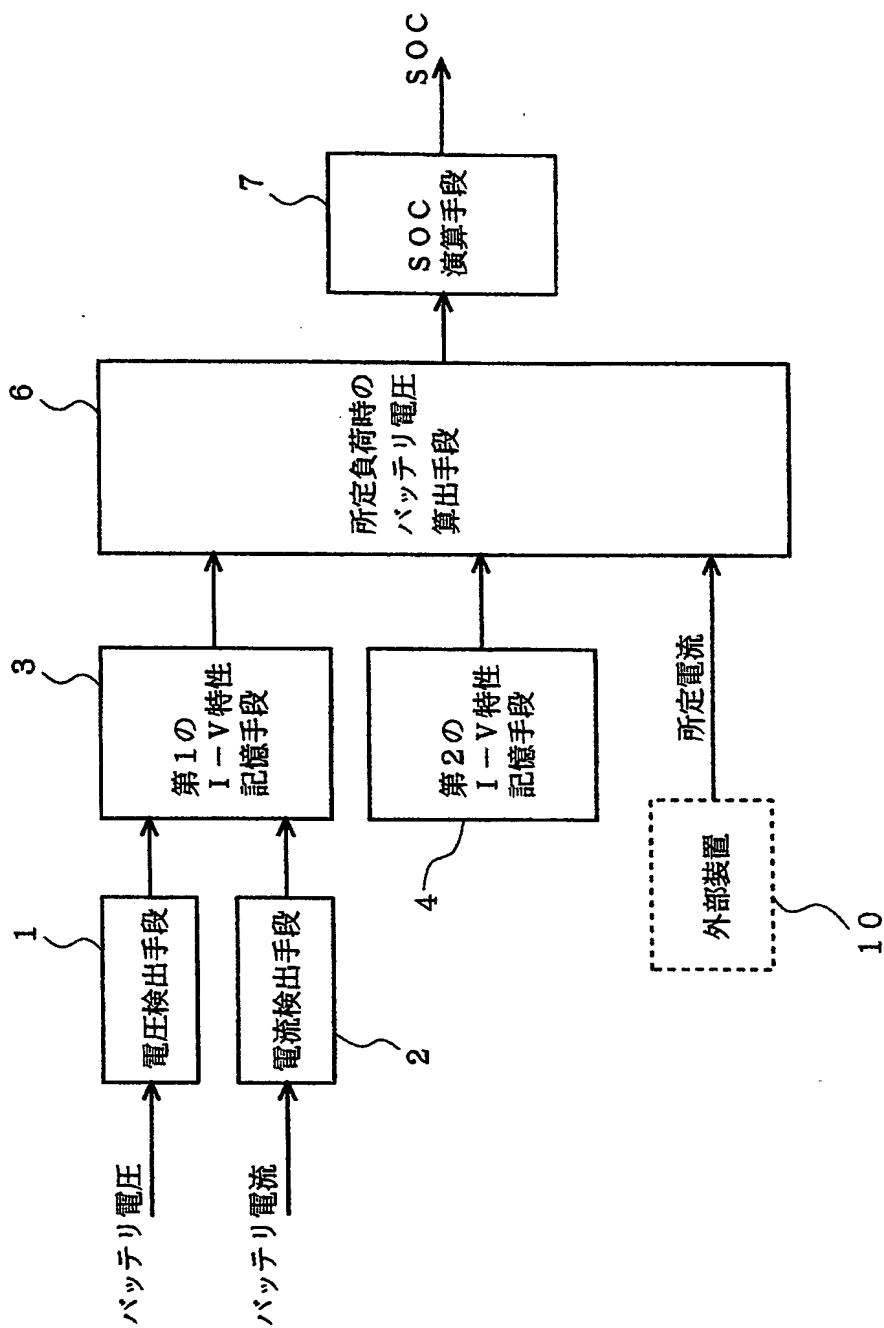 バッテリ電圧
1
電圧検出手段
バッテリ電流
電流検出手段
2
3
第1の
I-V特性
記憶手段
第2の
I-V特性
記憶手段
4
外部装置
10
所定電流
6
所定負荷時の
バッテリ電圧
算出手段
7
SOC
演算手段
SOC